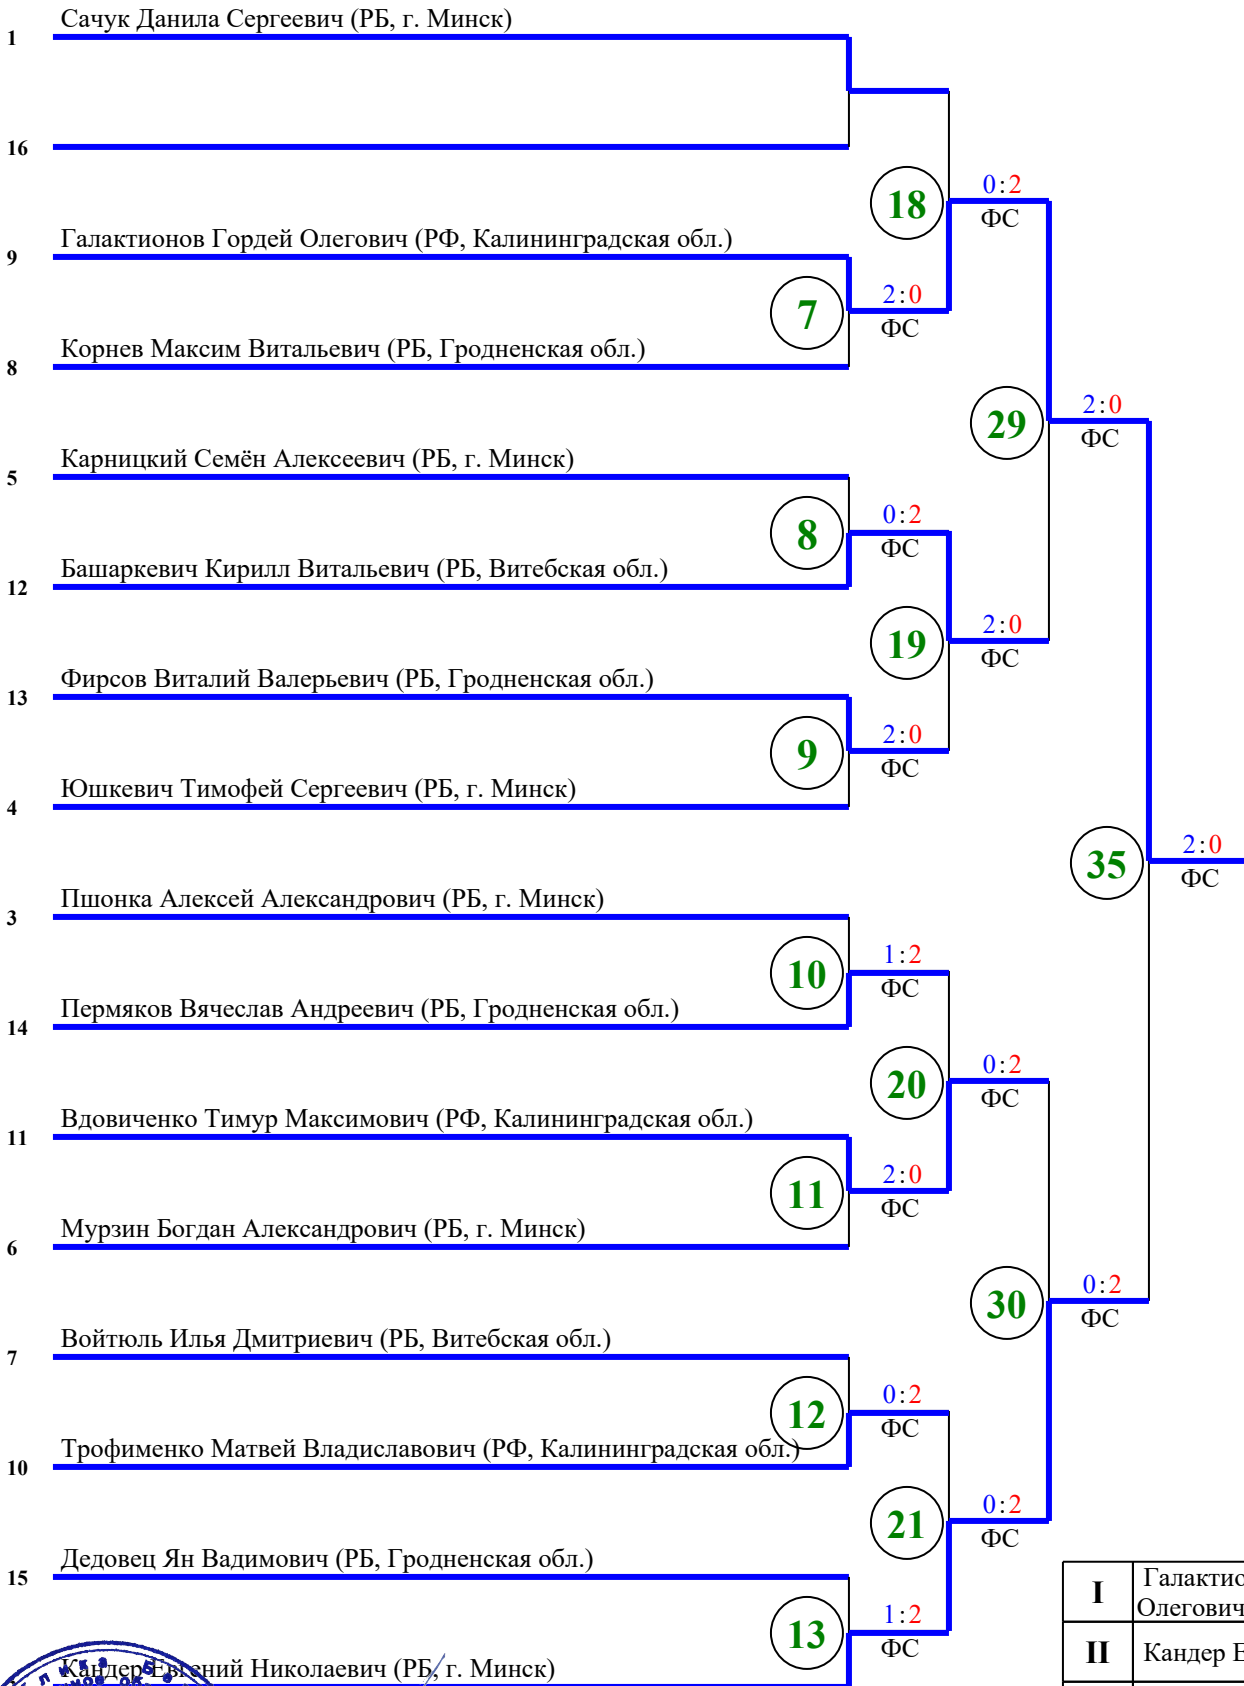 Сачук Данила Сергеевич (РБ, г. Минск)
1
16
18
0:2
ФС
Галактионов Гордей Олегович (РФ, Калининградская обл.)
9
7
2:0
ФС
Корнев Максим Витальевич (РБ, Гродненская обл.)
8
29
2:0
ФС
Карницкий Семён Алексеевич (РБ, г. Минск)
5
8
0:2
ФС
Башаркевич Кирилл Витальевич (РБ, Витебская обл.)
12
19
2:0
ФС
Фирсов Виталий Валерьевич (РБ, Гродненская обл.)
13
9
2:0
ФС
Юшкевич Тимофей Сергеевич (РБ, г. Минск)
4
35
2:0
ФС
Пшонка Алексей Александрович (РБ, г. Минск)
3
10
1:2
ФС
Пермяков Вячеслав Андреевич (РБ, Гродненская обл.)
14
20
0:2
ФС
Вдовиченко Тимур Максимович (РФ, Калининградская обл.)
11
11
2:0
ФС
Мурзин Богдан Александрович (РБ, г. Минск)
6
30
0:2
ФС
Войтюль Илья Дмитриевич (РБ, Витебская обл.)
7
12
0:2
ФС
Трофименко Матвей Владиславович (РФ, Калининградская обл.)
10
21
0:2
ФС
Дедовец Ян Вадимович (РБ, Гродненская обл.)
15
13
1:2
ФС
Кандер Евгений Николаевич (РБ, г. Минск)
I
Галактио
Олегович
II
Кандер Е